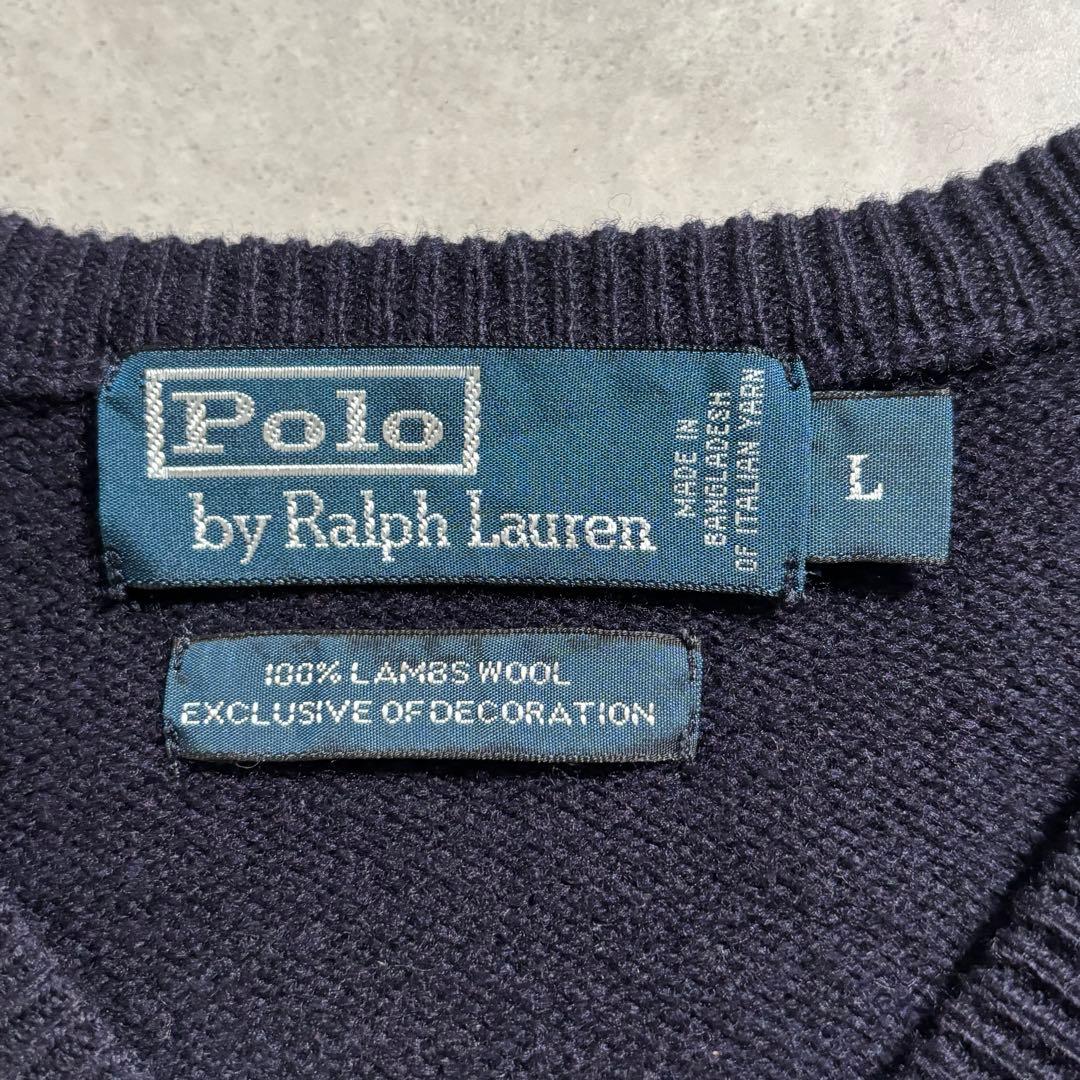 Polo
by Ralph Lauren
MADE IN
BANGLADESH
OF ITALIAN YARN
L
100% LAMBS WOOL
EXCLUSIVE OF DECORATION